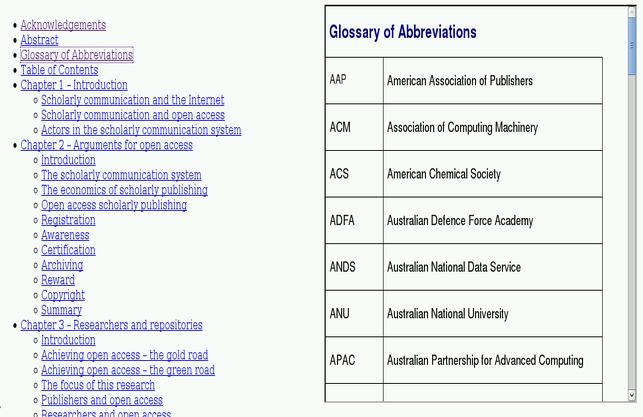 Acknowledgements
Abstract
Glossary of Abbreviations
Table of Contents
Chapter 1 - Introduction
Scholarly communication and the Internet
Scholarly communication and open access
Actors in the scholarly communication system
Chapter 2 - Arguments for open access
Introduction
The scholarly communication system
The economics of scholarly publishing
Open access scholarly publishing
Registration
Awareness
Certification
Archiving
Reward
Copyright
Summary
Chapter 3 - Researchers and repositories
Introduction
Achieving open access - the gold road
Achieving open access - the green road
The focus of this research
Publishers and open access
Researchers and open access
Glossary of Abbreviations
AAP American Association of Publishers
ACM Association of Computing Machinery
ACS American Chemical Society
ADFA Australian Defence Force Academy
ANDS Australian National Data Service
ANU Australian National University
APAC Australian Partnership for Advanced Computing